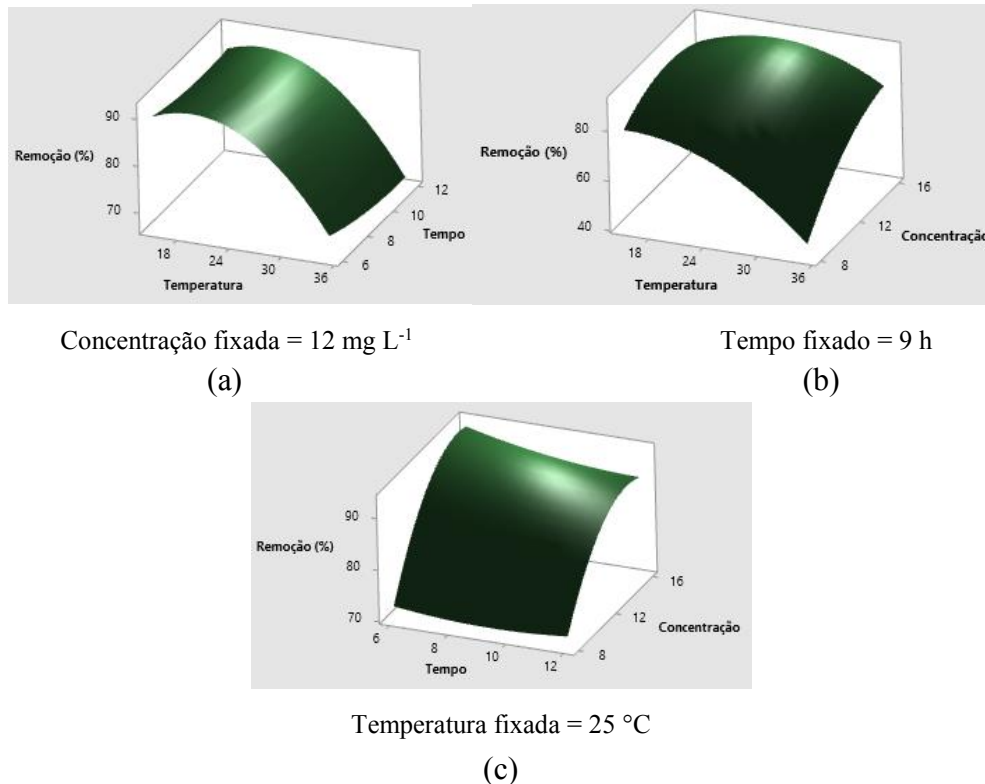 90
Remoção (%)
80
70
12
10
8
Tempo
6
18
24
30
36
Temperatura
Concentração fixada = 12 mg L-1
(a)
80
Remoção (%)
60
40
16
12
Concentração
8
18
24
30
36
Temperatura
Tempo fixado = 9 h
(b)
90
Remoção (%)
80
70
16
12
Concentração
8
6
8
10
12
Tempo
Temperatura fixada = 25 °C
(c)